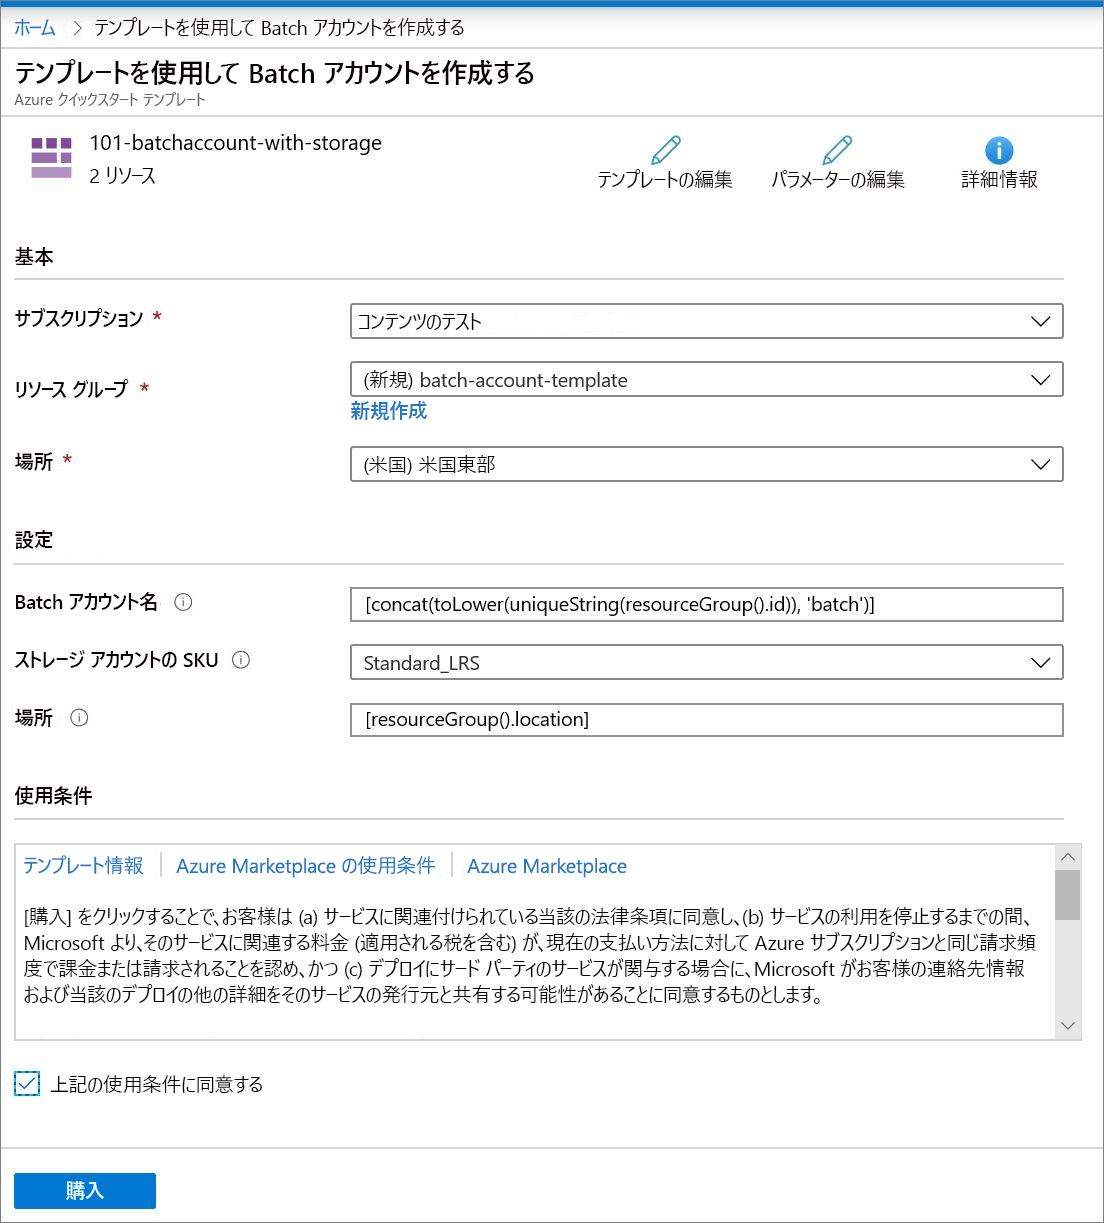 ホーム > テンプレートを使用して Batch アカウントを作成する
テンプレートを使用して Batch アカウントを作成する
Azure クイックスタート テンプレート
101-batchaccount-with-storage
2 リソース
テンプレートの編集
パラメーターの編集
詳細情報
基本
サブスクリプション *
コンテンツのテスト
リソース グループ *
(新規) batch-account-template
新規作成
場所 *
(米国) 米国東部
設定
Batch アカウント名
[concat(toLower(uniqueString(resourceGroup().id)), 'batch')]
ストレージ アカウントの SKU
Standard_LRS
場所
[resourceGroup().location]
使用条件
テンプレート情報 | Azure Marketplace の使用条件 | Azure Marketplace
[購入] をクリックすることで、お客様は (a) サービスに関連付けられている当該の法律条項に同意し、(b) サービスの利用を停止するまでの間、
Microsoft より、そのサービスに関連する料金 (適用される税を含む) が、現在の支払い方法に対して Azure サブスクリプションと同じ請求頻
度で課金または請求されることを認め、かつ (c) デプロイにサード パーティのサービスが関与する場合に、Microsoft がお客様の連絡先情報
および当該のデプロイの他の詳細をそのサービスの発行元と共有する可能性があることに同意するものとします。
上記の使用条件に同意する
購入